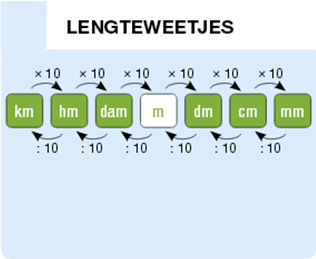 LENGTEWEETJES
× 10 × 10 × 10 × 10 × 10 × 10
km hm dam m dm cm mm
: 10 : 10 : 10 : 10 : 10 : 10